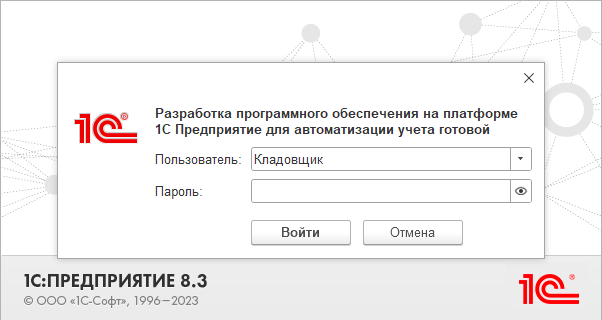 1С®
Разработка программного обеспечения на платформе
1С Предприятие для автоматизации учета готовой
Пользователь: Кладовщик
Пароль:
Войти Отмена
1С:ПРЕДПРИЯТИЕ 8.3 1С®
© ООО «1С-Софт», 1996–2023